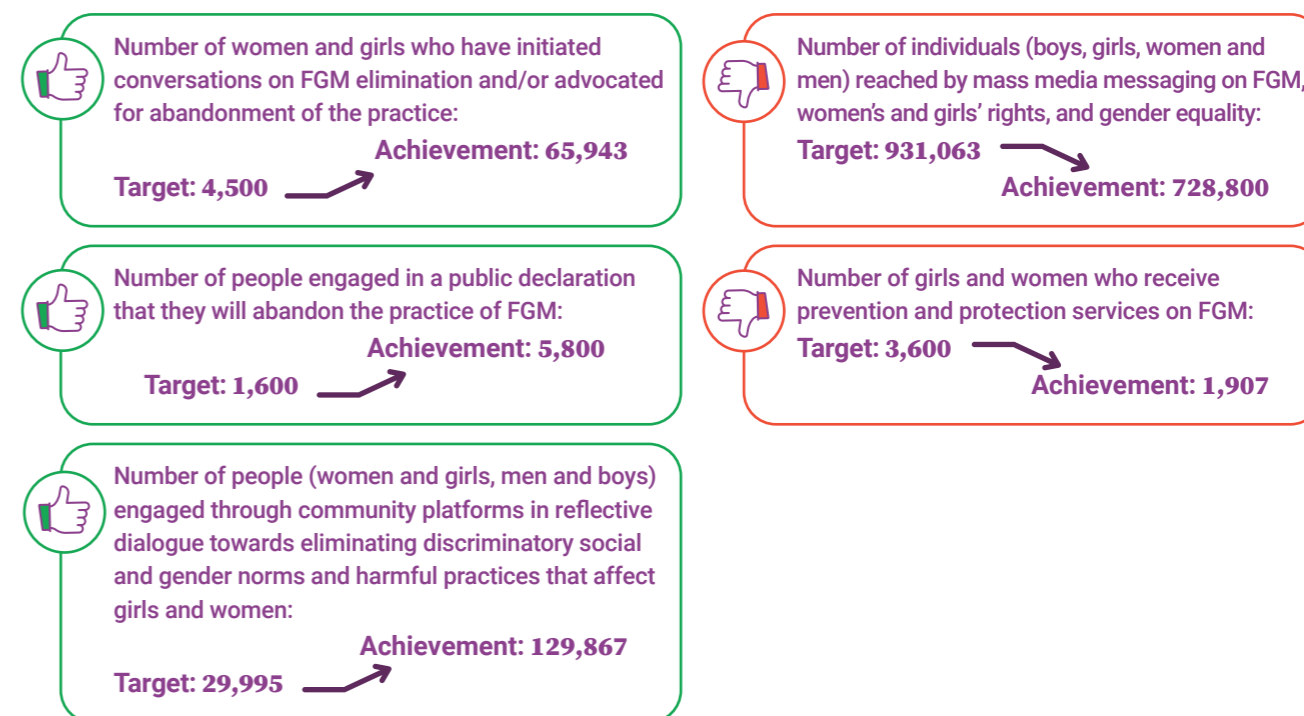 Number of women and girls who have initiated
conversations on FGM elimination and/or advocated
for abandonment of the practice:
Achievement: 65,943
Target: 4,500
Number of people engaged in a public declaration
that they will abandon the practice of FGM:
Achievement: 5,800
Target: 1,600
Number of people (women and girls, men and boys)
engaged through community platforms in reflective
dialogue towards eliminating discriminatory social
and gender norms and harmful practices that affect
girls and women:
Achievement: 129,867
Target: 29,995
Number of individuals (boys, girls, women and
men) reached by mass media messaging on FGM,
women's and girls' rights, and gender equality:
Target: 931,063
Achievement: 728,800
Number of girls and women who receive
prevention and protection services on FGM:
Target: 3,600
Achievement: 1,907